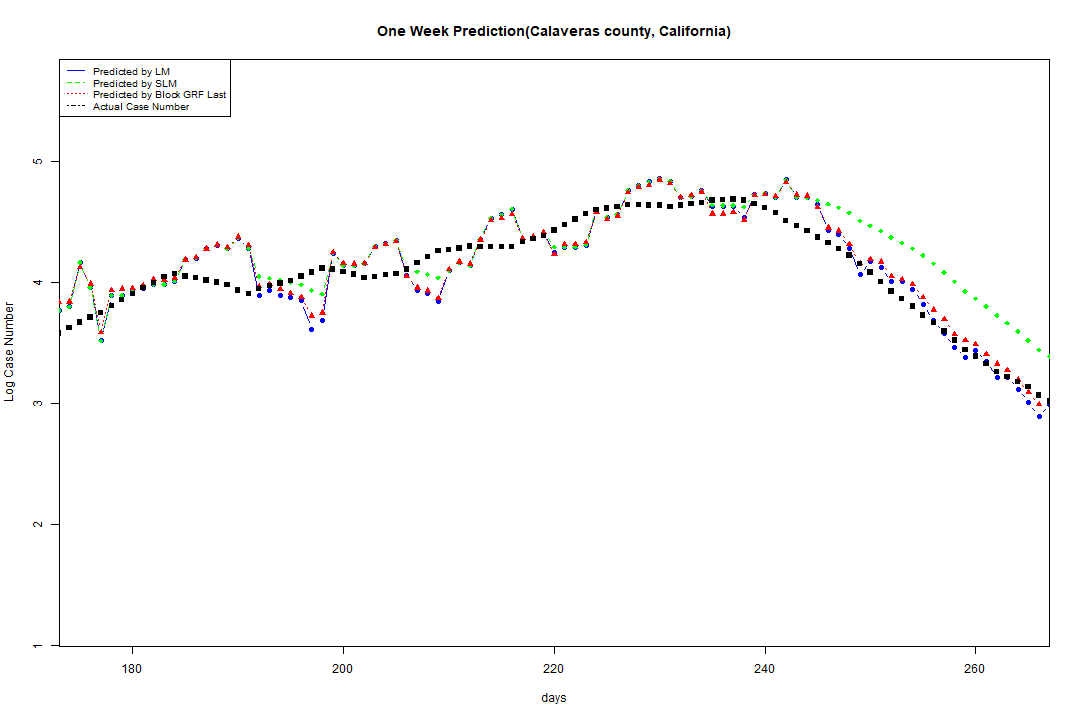 One Week Prediction(Calaveras county, California)
Predicted by LM
Predicted by SLM
Predicted by Block GRF Last
Actual Case Number
5
4
3
2
1
Log Case Number
180 200 220 240 260
days